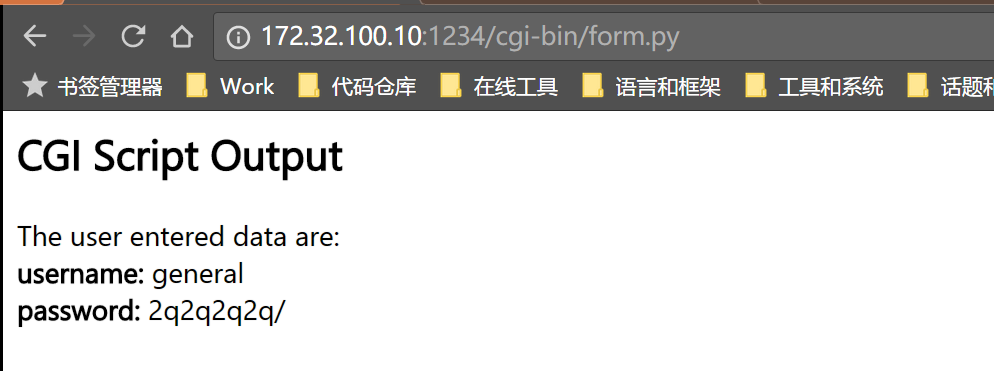 172.32.100.10:1234/cgi-bin/form.py
书签管理器 Work 代码仓库 在线工具 语言和框架 工具和系统 话题和
CGI Script Output
The user entered data are:
username: general
password: 2q2q2q2q/